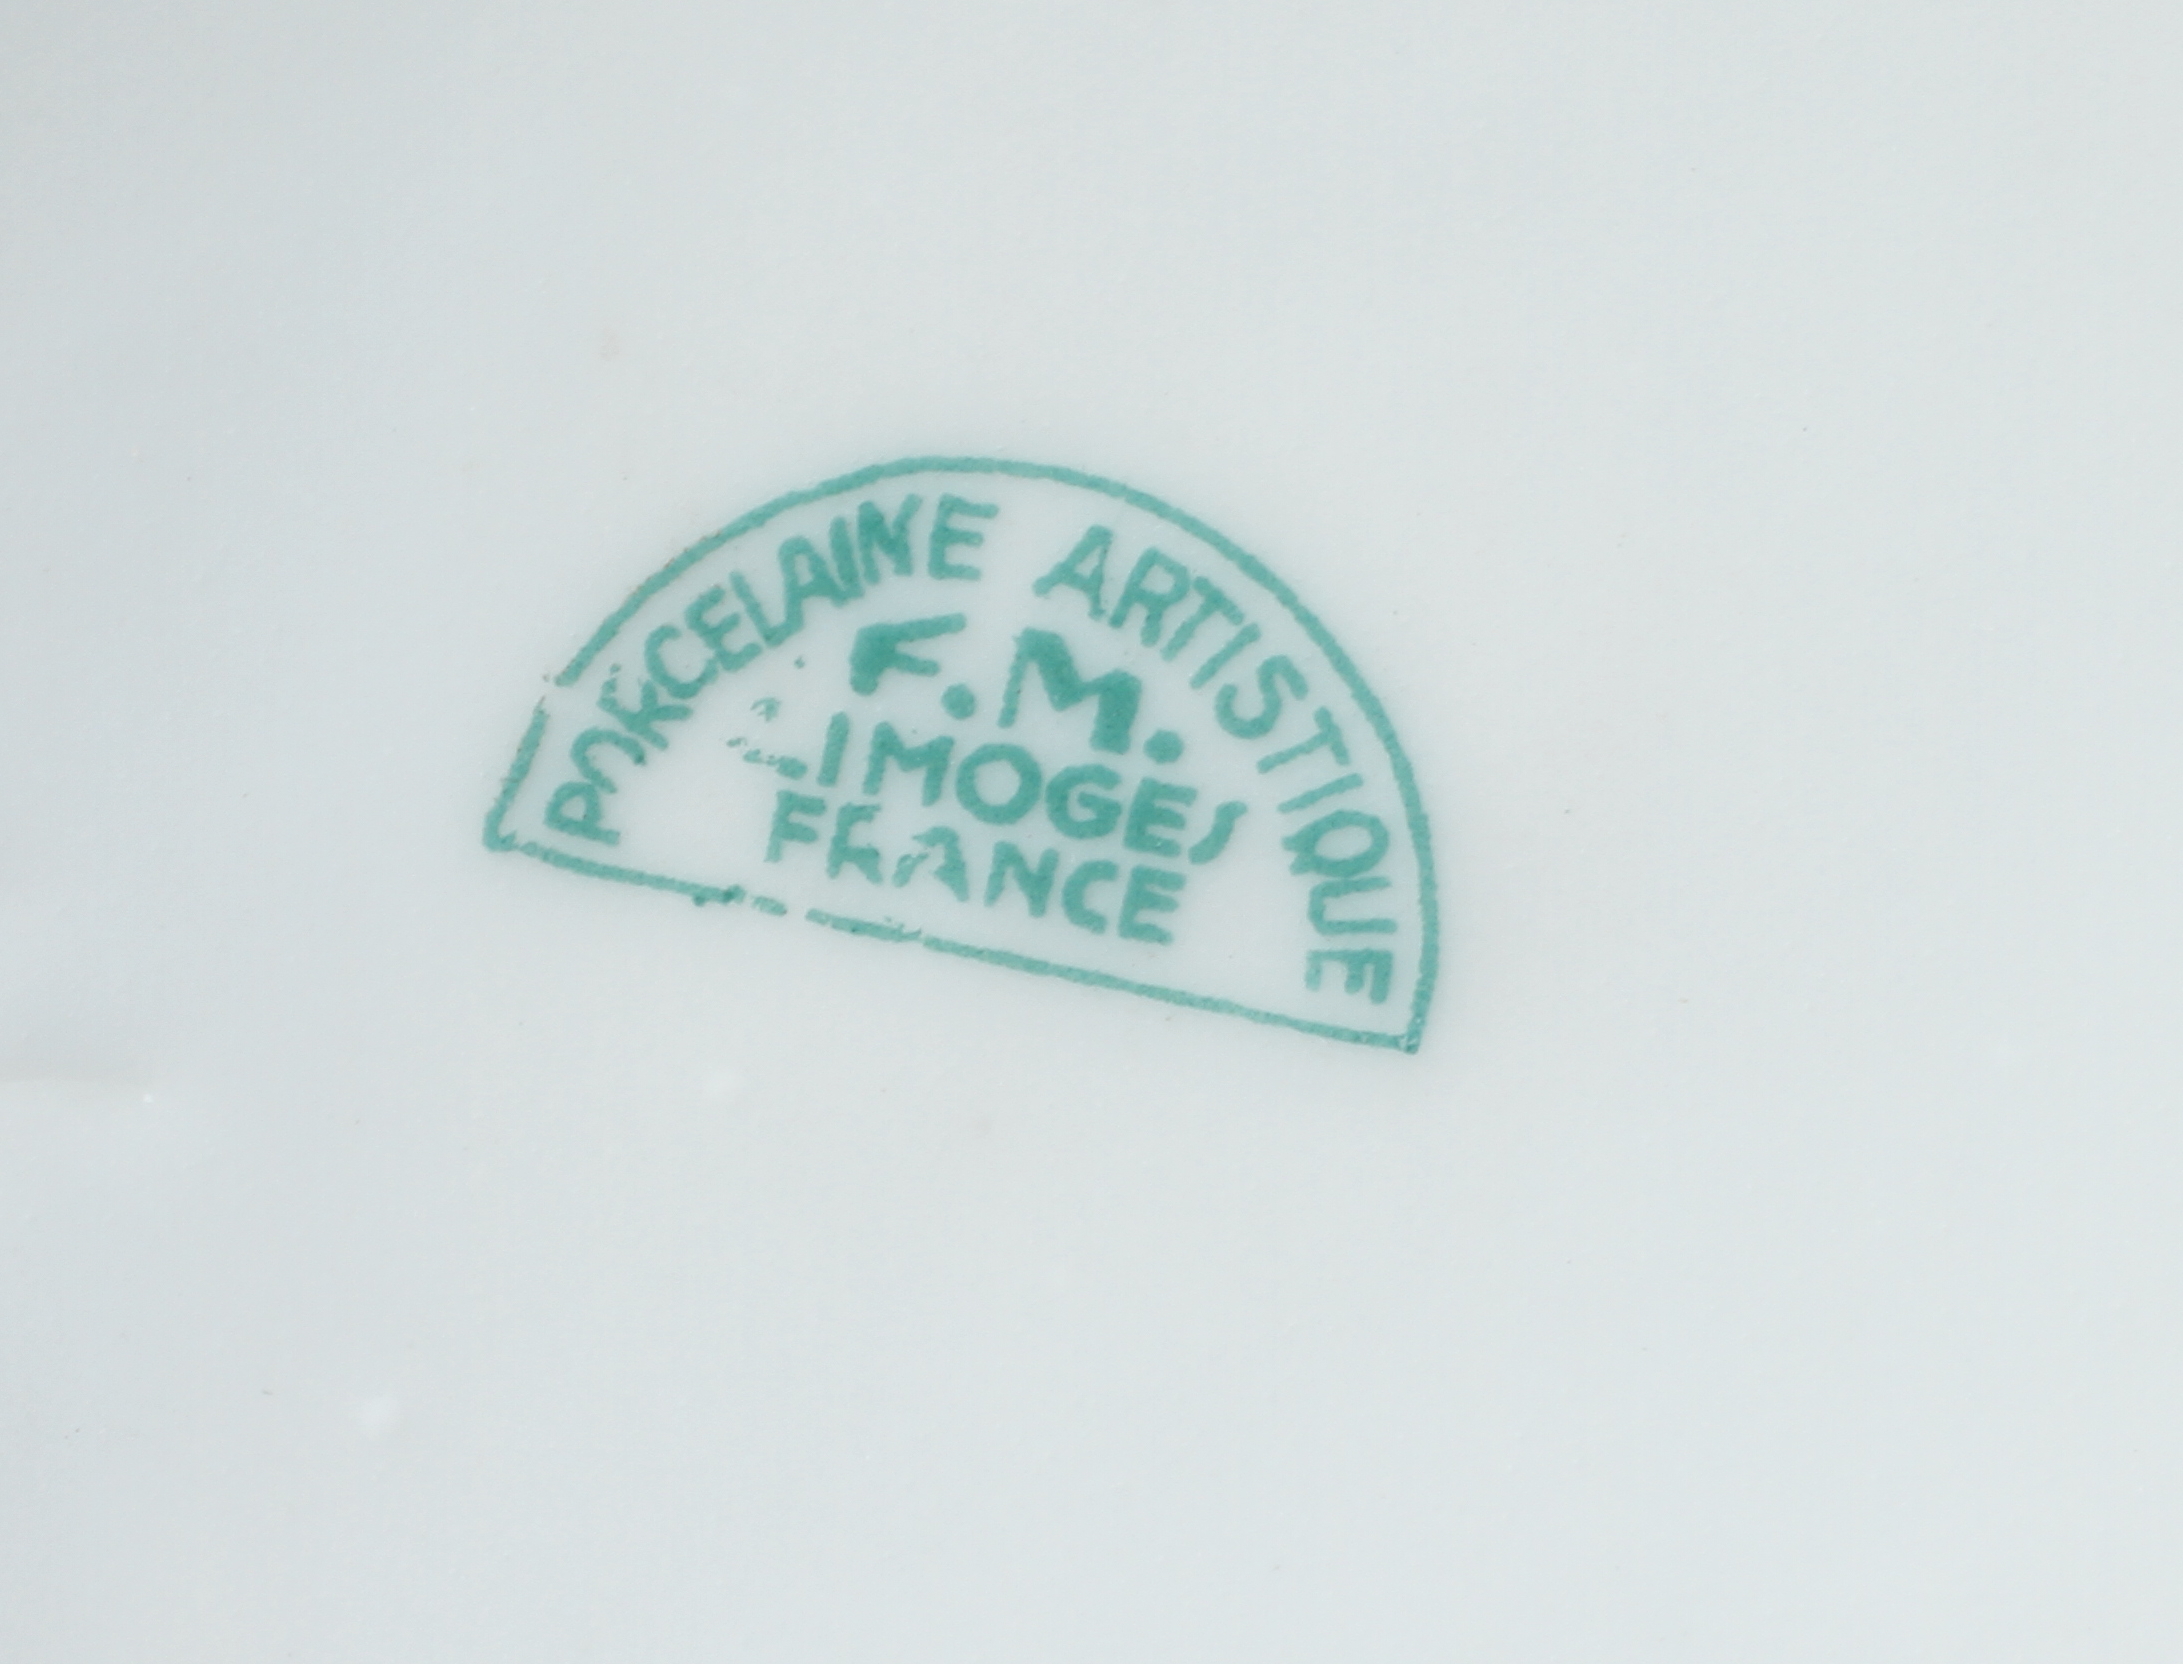 PORCELAINE ARTISTIQUE
F.M.
LIMOGES
FRANCE